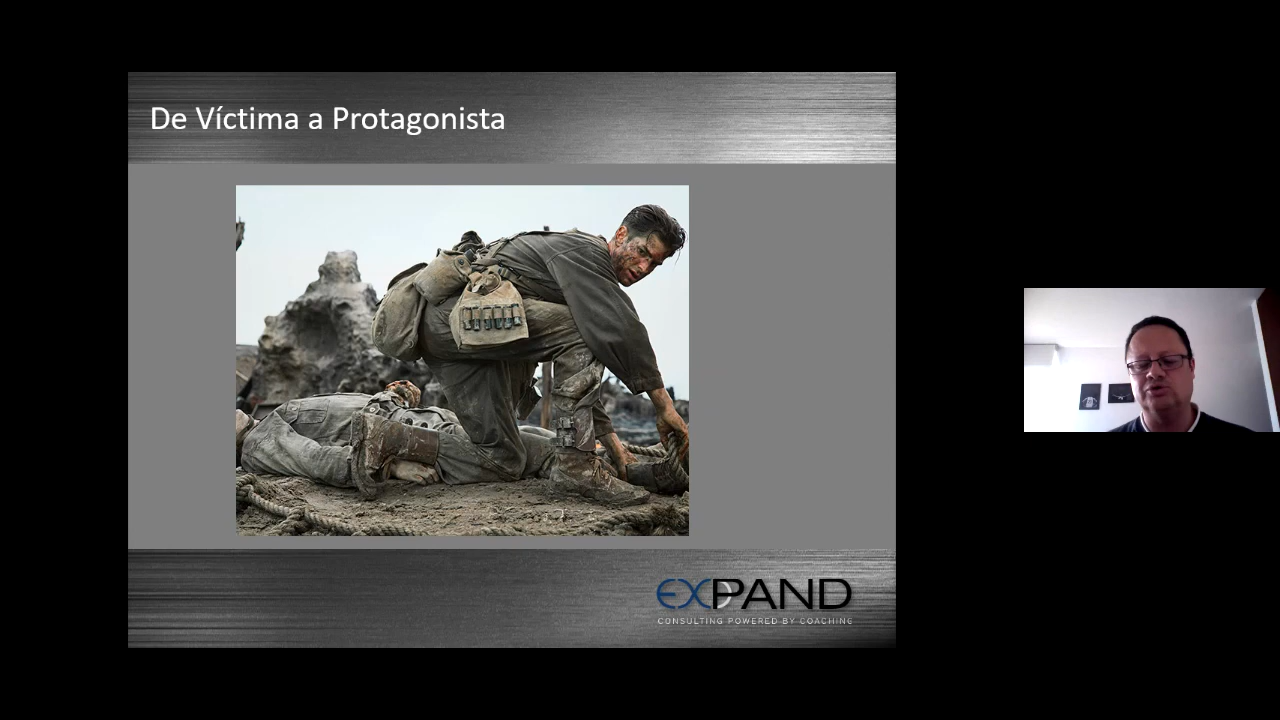 De Víctima a Protagonista
EXPAND
CONSULTING POWERED BY COACHING